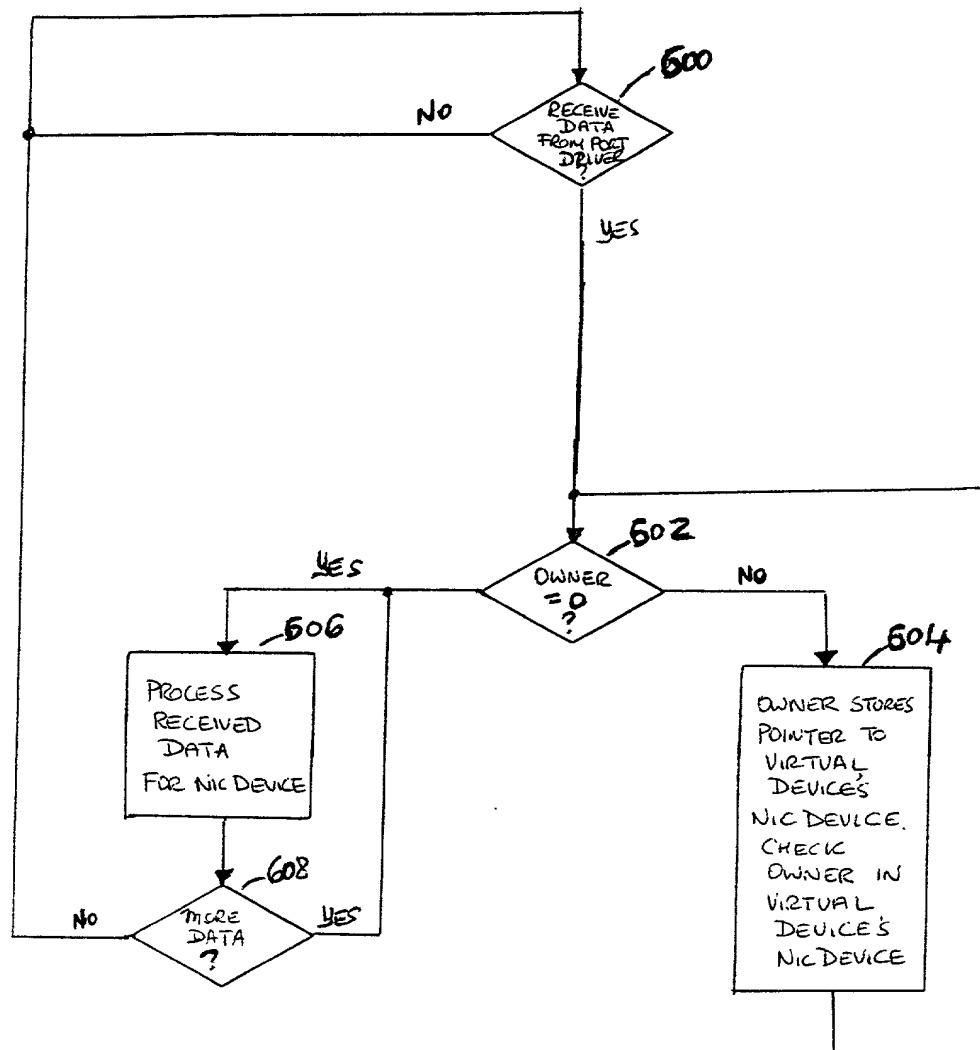 600
NO
RECEIVE
DATA
FROM PORT
DRIVER
?
YES
602
YES
OWNER
= 0
?
NO
606
604
PROCESS
RECEIVED
DATA
FOR NIC DEVICE
OWNER STORES
POINTER TO
VIRTUAL
DEVICE'S
NIC DEVICE.
CHECK
OWNER IN
VIRTUAL
DEVICE'S
NIC DEVICE
608
NO
MORE
DATA
?
YES